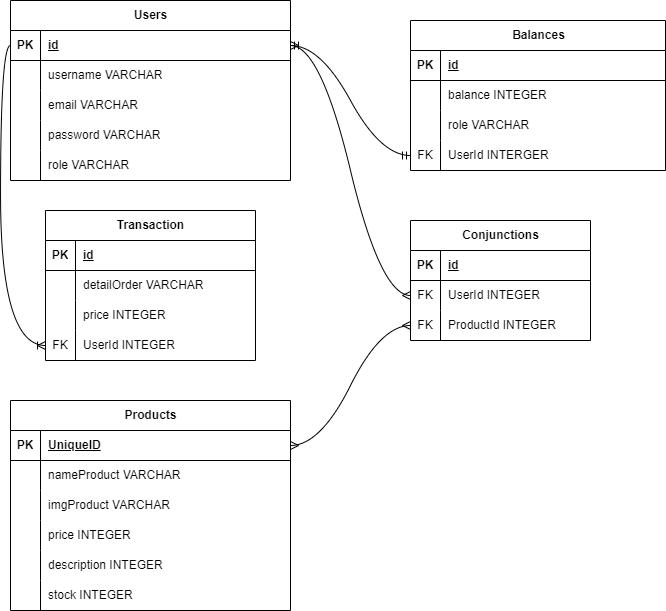 Users
PK id
username VARCHAR
email VARCHAR
password VARCHAR
role VARCHAR
Balances
PK id
balance INTEGER
role VARCHAR
FK UserId INTERGER
Transaction
PK id
detailOrder VARCHAR
price INTEGER
FK UserId INTEGER
Conjunctions
PK id
FK UserId INTEGER
FK ProductId INTEGER
Products
PK UniqueID
nameProduct VARCHAR
imgProduct VARCHAR
price INTEGER
description INTEGER
stock INTEGER